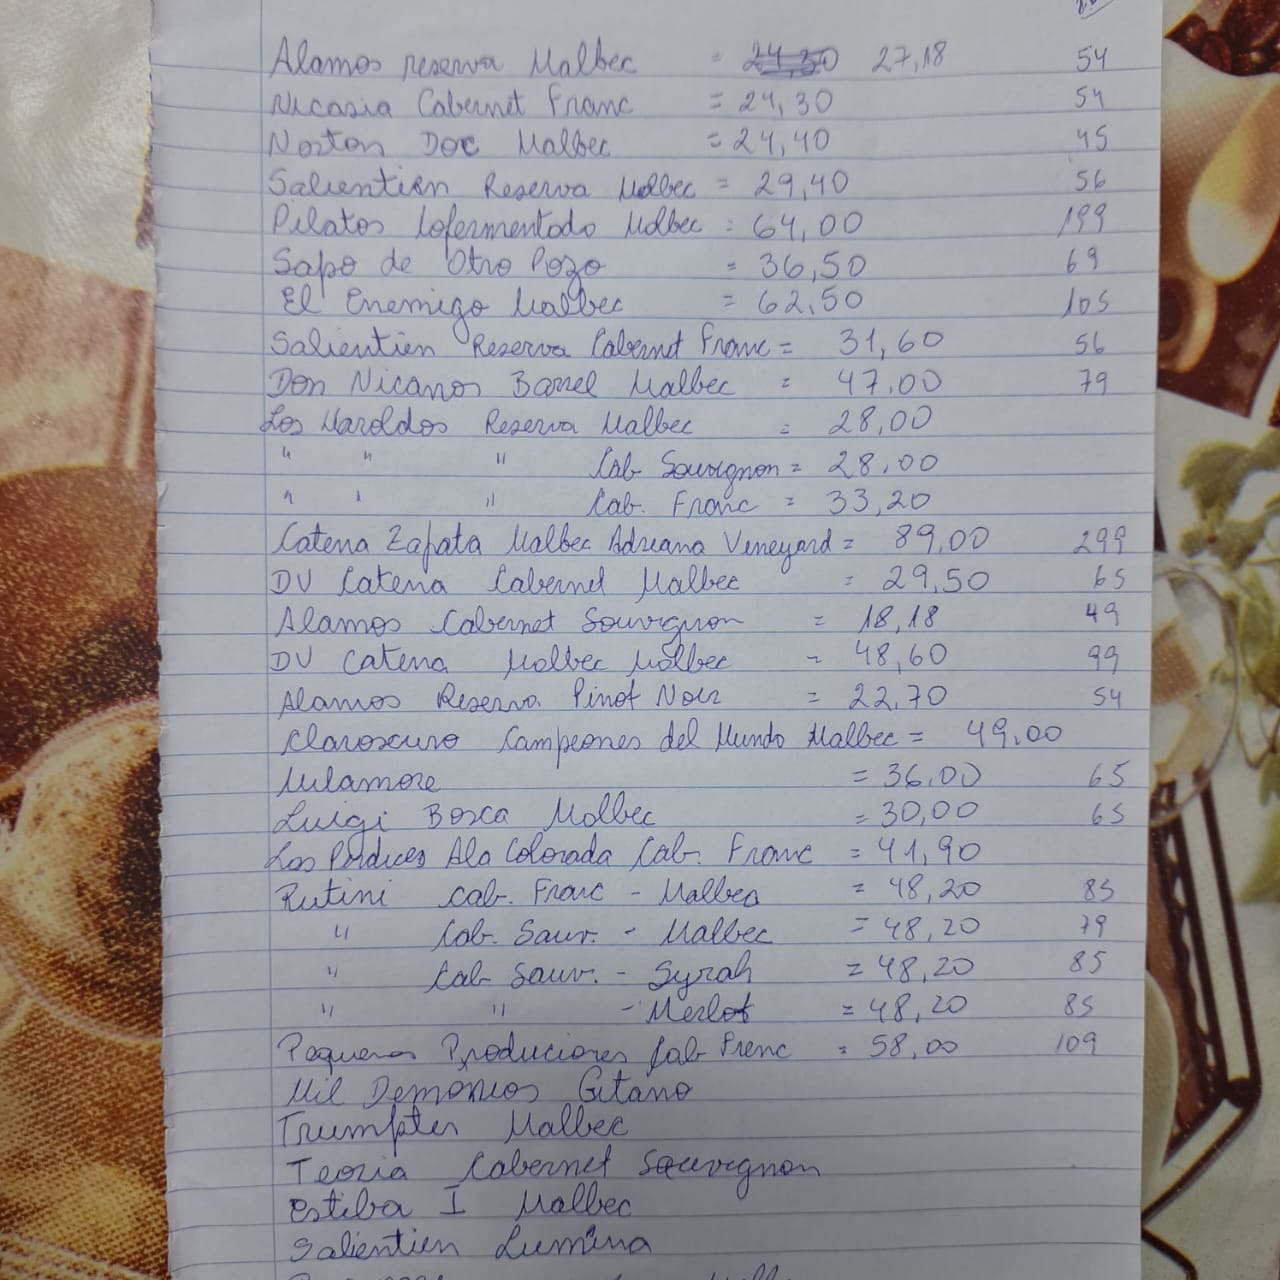 Alamos reserva Malbec = 24,30 27,18 54
Nicasia Cabernet Franc = 24,30 54
Norton Doc Malbec = 24,40 45
Salientien Reserva Malbec = 29,40 56
Pilatos Cofermentado Malbec = 64,00 199
Sapo de Otro Pozo = 36,50 69
El Enemigo Malbec = 62,50 105
Salientien Reserva Cabernet Franc = 31,60 56
Don Nicanos Barrel Malbec = 47,00 79
Los Haroldos Reserva Malbec = 28,00
" " " Cab Sauvignon = 28,00
" " " Cab. Franc = 33,20
Catena Zapata Malbec Adreana Veneyard = 89,00 299
DV Catena Cabernet Malbec = 29,50 65
Alamos Cabernet Sauvignon = 18,18 49
DV Catena Malbec Malbec = 48,60 99
Alamos Reserva Pinot Noir = 22,70 54
Claroscuro Campeones del Mundo Malbec = 49,00
Mulamore = 36,00 65
Luigi Bosca Malbec = 30,00 65
Las Perdices Ala Colorada Cab. Franc = 41,90
Rutini Cab. Franc - Malbec = 48,20 85
" Cab. Sauv. - Malbec = 48,20 79
" Cab Sauv. - Syrah = 48,20 85
" " - Merlot = 48,20 85
Pequenos Produciores Cab Frenc = 58,00 109
Mil Demonios Gitano
Trumpter Malbec
Teoria Cabernet Sauvignon
Estiba I Malbec
Salientien Lumina